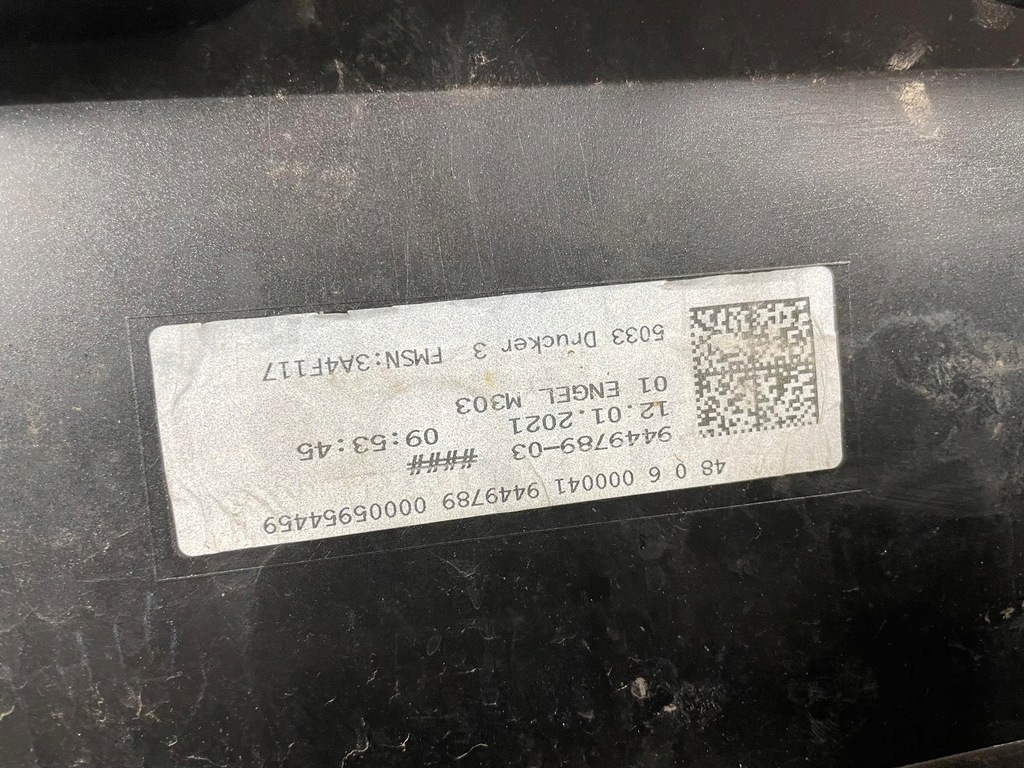 48 0 6 000041 9449789 00005954459
9449789-03 ####
12.01.2021 09:53:45
01 ENGEL M303
5033 Drucker 3 FMSN:3A4F117